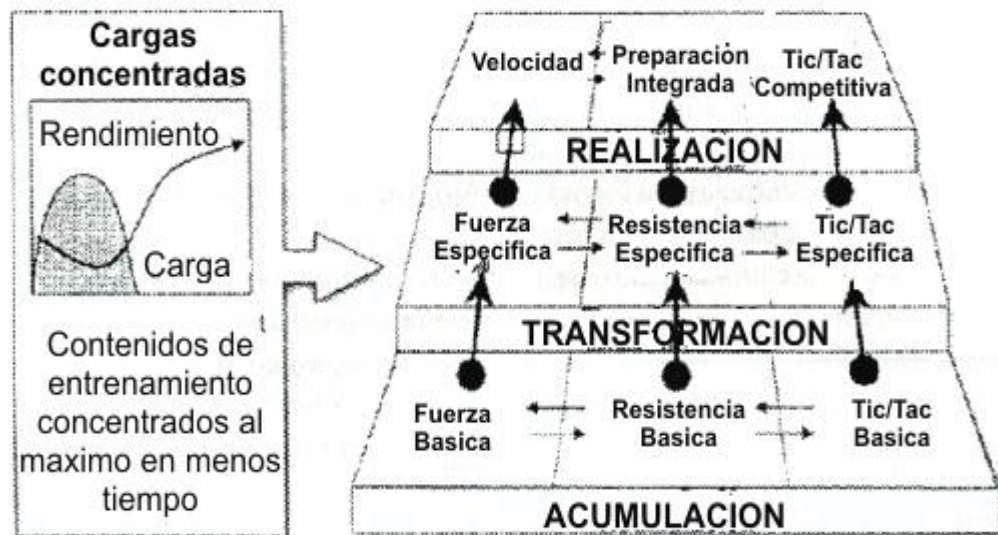 Cargas
concentradas
Rendimiento
Carga
Contenidos de
entrenamiento
concentrados al
maximo en menos
tiempo
Velocidad
Preparación
Integrada
Tic/Tac
Competitiva
REALIZACION
Fuerza
Especifica
Resistencia
Especifica
Tic/Tac
Especifica
TRANSFORMACION
Fuerza
Basica
Resistencia
Basica
Tic/Tac
Basica
ACUMULACION